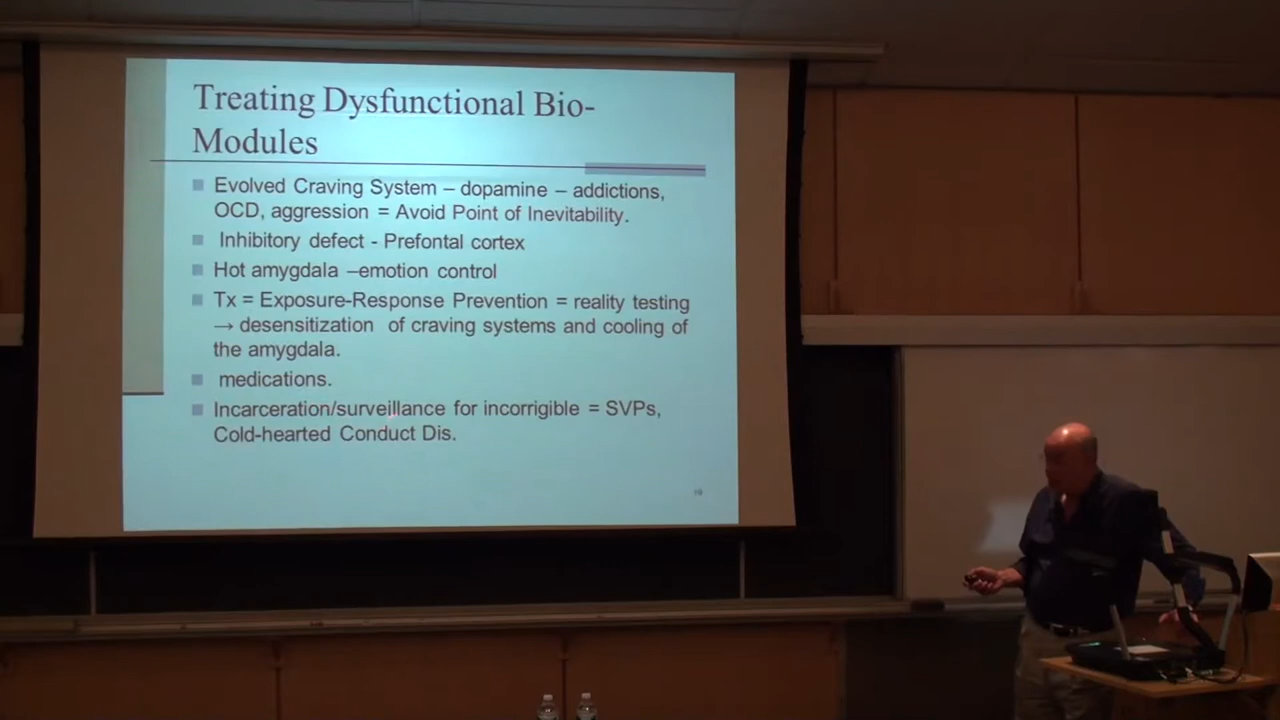 Treating Dysfunctional Bio-
Modules
Evolved Craving System – dopamine – addictions,
OCD, aggression = Avoid Point of Inevitability.
Inhibitory defect - Prefontal cortex
Hot amygdala –emotion control
Tx = Exposure-Response Prevention = reality testing
→ desensitization of craving systems and cooling of
the amygdala.
medications.
Incarceration/surveillance for incorrigible = SVPs,
Cold-hearted Conduct Dis.